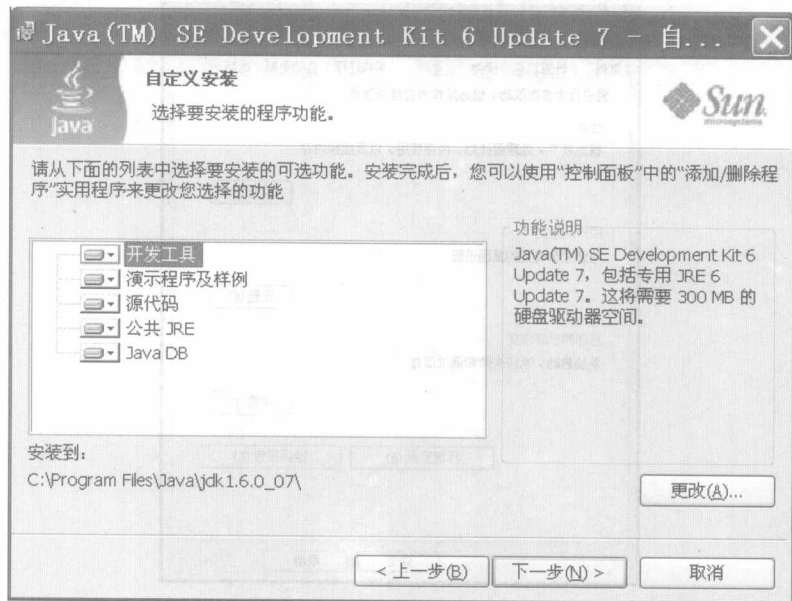 Java(TM) SE Development Kit 6 Update 7 - 自...
自定义安装
选择要安装的程序功能。
Java
Sun
microsystems
请从下面的列表中选择要安装的可选功能。安装完成后，您可以使用“控制面板”中的“添加/删除程
序”实用程序来更改您选择的功能
开发工具
演示程序及样例
源代码
公共 JRE
Java DB
功能说明
Java(TM) SE Development Kit 6
Update 7，包括专用 JRE 6
Update 7。这将需要 300 MB 的
硬盘驱动器空间。
安装到：
C:\Program Files\Java\jdk1.6.0_07\
更改(A)...
< 上一步(B)
下一步(N) >
取消